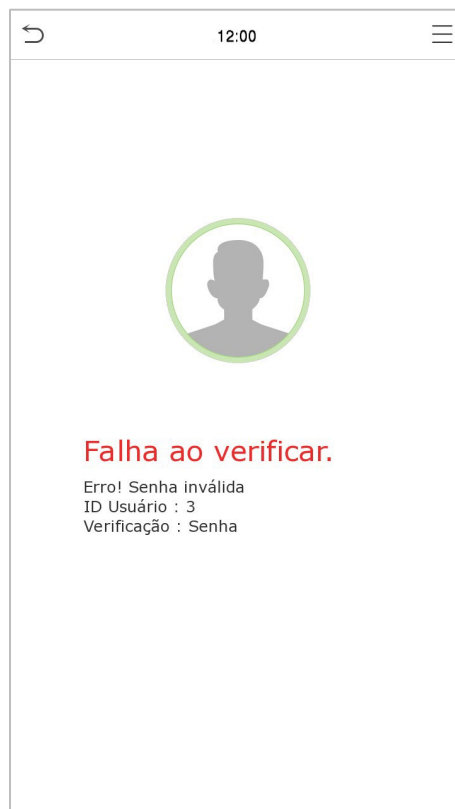 12:00
Falha ao verificar.
Erro! Senha inválida
ID Usuário : 3
Verificação : Senha